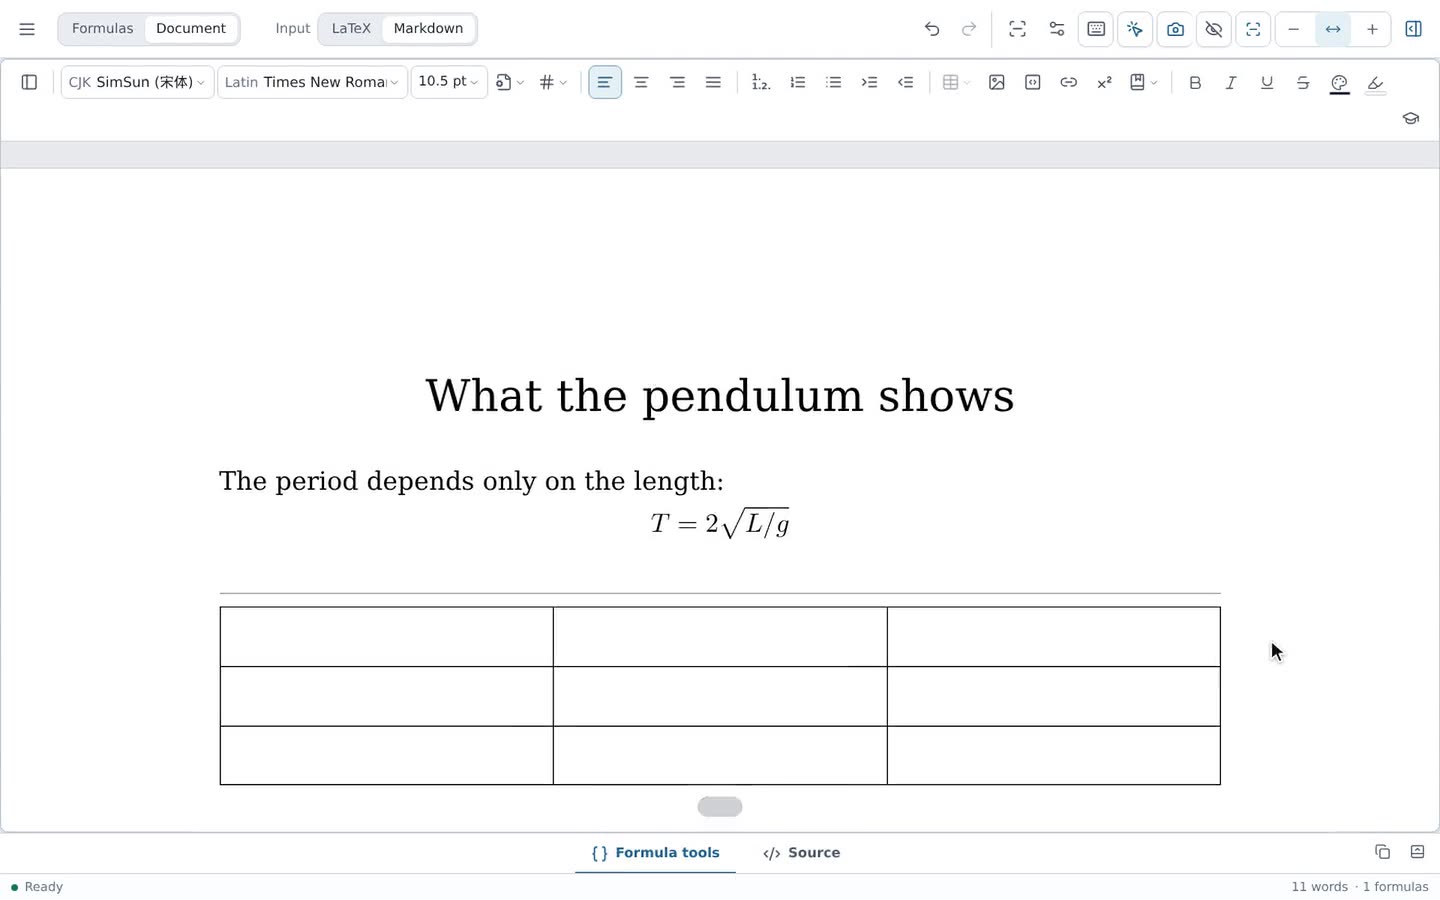 Formulas Document Input LaTeX Markdown
CJK SimSun (宋体) Latin Times New Roma 10.5 pt
What the pendulum shows
The period depends only on the length:
T = 2√L/g
{} Formula tools </> Source
Ready 11 words · 1 formulas